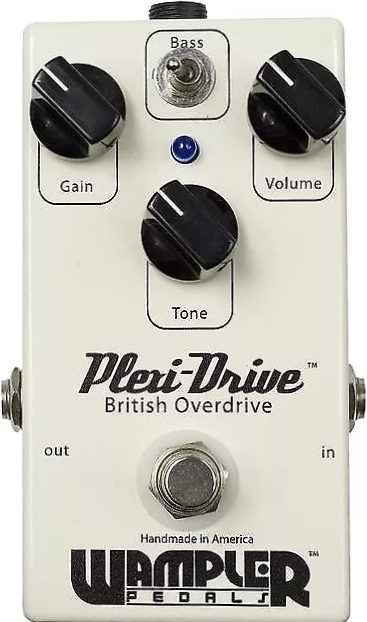 Bass
Gain
Volume
Tone
Plexi-Drive™
British Overdrive
out
in
Handmade in America
WAMPLER™
PEDALS